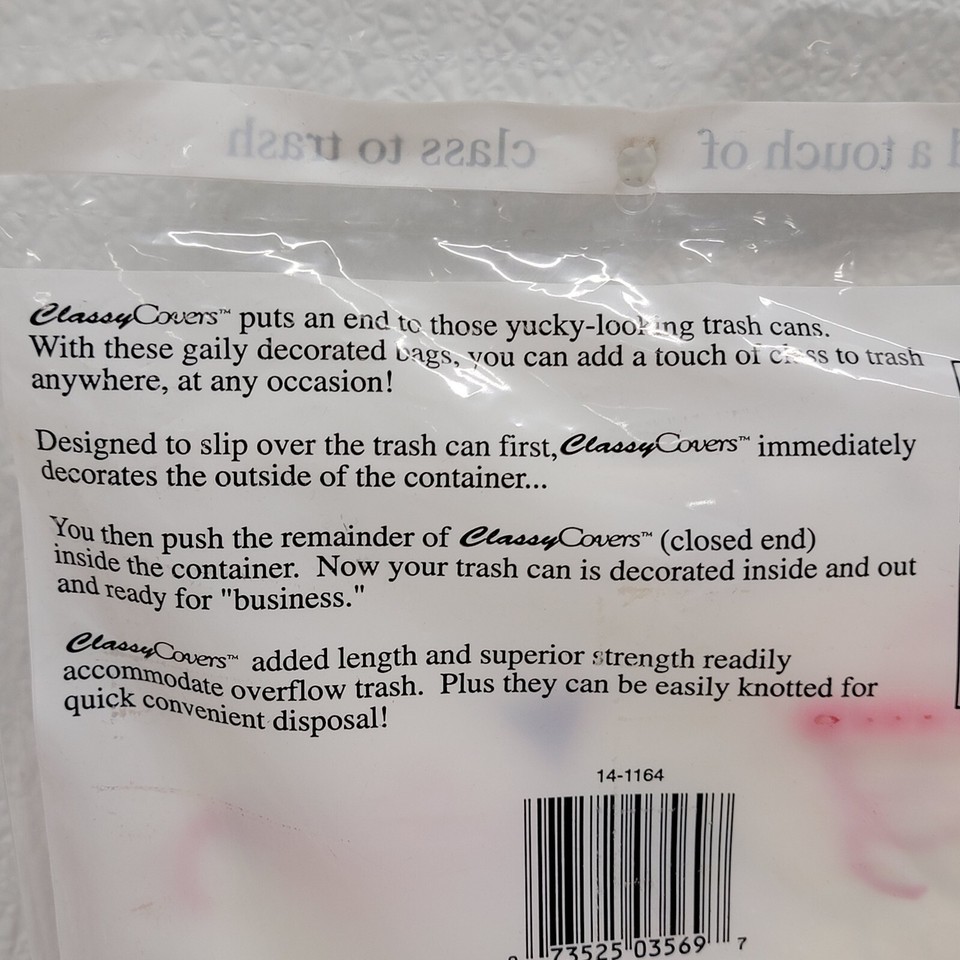 a touch of class to trash
ClassyCovers™ puts an end to those yucky-looking trash cans.
With these gaily decorated bags, you can add a touch of class to trash
anywhere, at any occasion!
Designed to slip over the trash can first, ClassyCovers™ immediately
decorates the outside of the container...
You then push the remainder of ClassyCovers™ (closed end)
inside the container. Now your trash can is decorated inside and out
and ready for "business."
ClassyCovers™ added length and superior strength readily
accommodate overflow trash. Plus they can be easily knotted for
quick convenient disposal!
14-1164
73525 03569 7